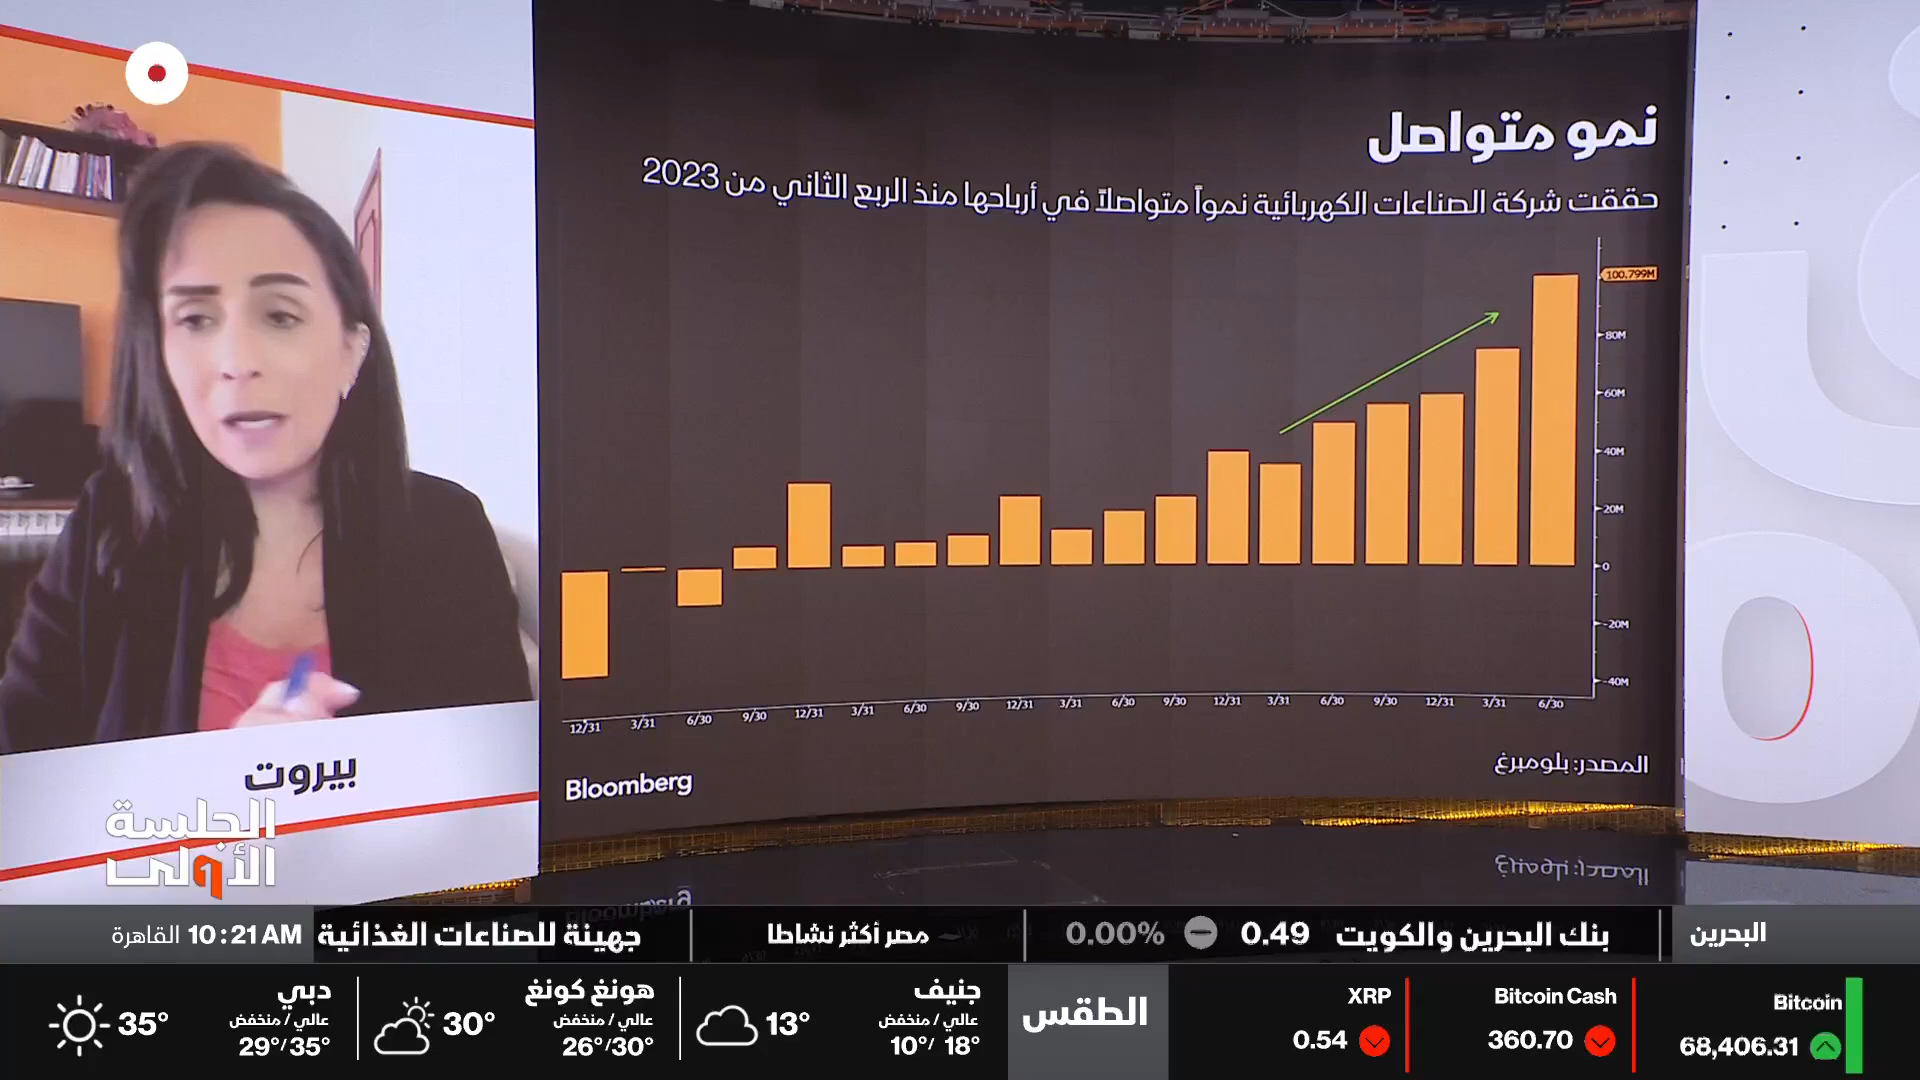 نمو متواصل
حققت شركة الصناعات الكهربائية نمواً متواصلاً في أرباحها منذ الربع الثاني من 2023
100.799M
80M
60M
40M
20M
0
-20M
-40M
12/31 3/31 6/30 9/30 12/31 3/31 6/30 9/30 12/31 3/31 6/30 9/30 12/31 3/31 6/30 9/30 12/31 3/31 6/30
المصدر: بلومبرغ
Bloomberg
بيروت
الجلسة
الأولى
البحرين
بنك البحرين والكويت 0.49 0.00%
مصر أكثر نشاطا
جهينة للصناعات الغذائية
10:21 AM القاهرة
Bitcoin
68,406.31
Bitcoin Cash
360.70
XRP
0.54
الطقس
جنيف
عالي / منخفض
10°/ 18°
13°
هونغ كونغ
عالي / منخفض
26°/30°
30°
دبي
عالي / منخفض
29°/35°
35°